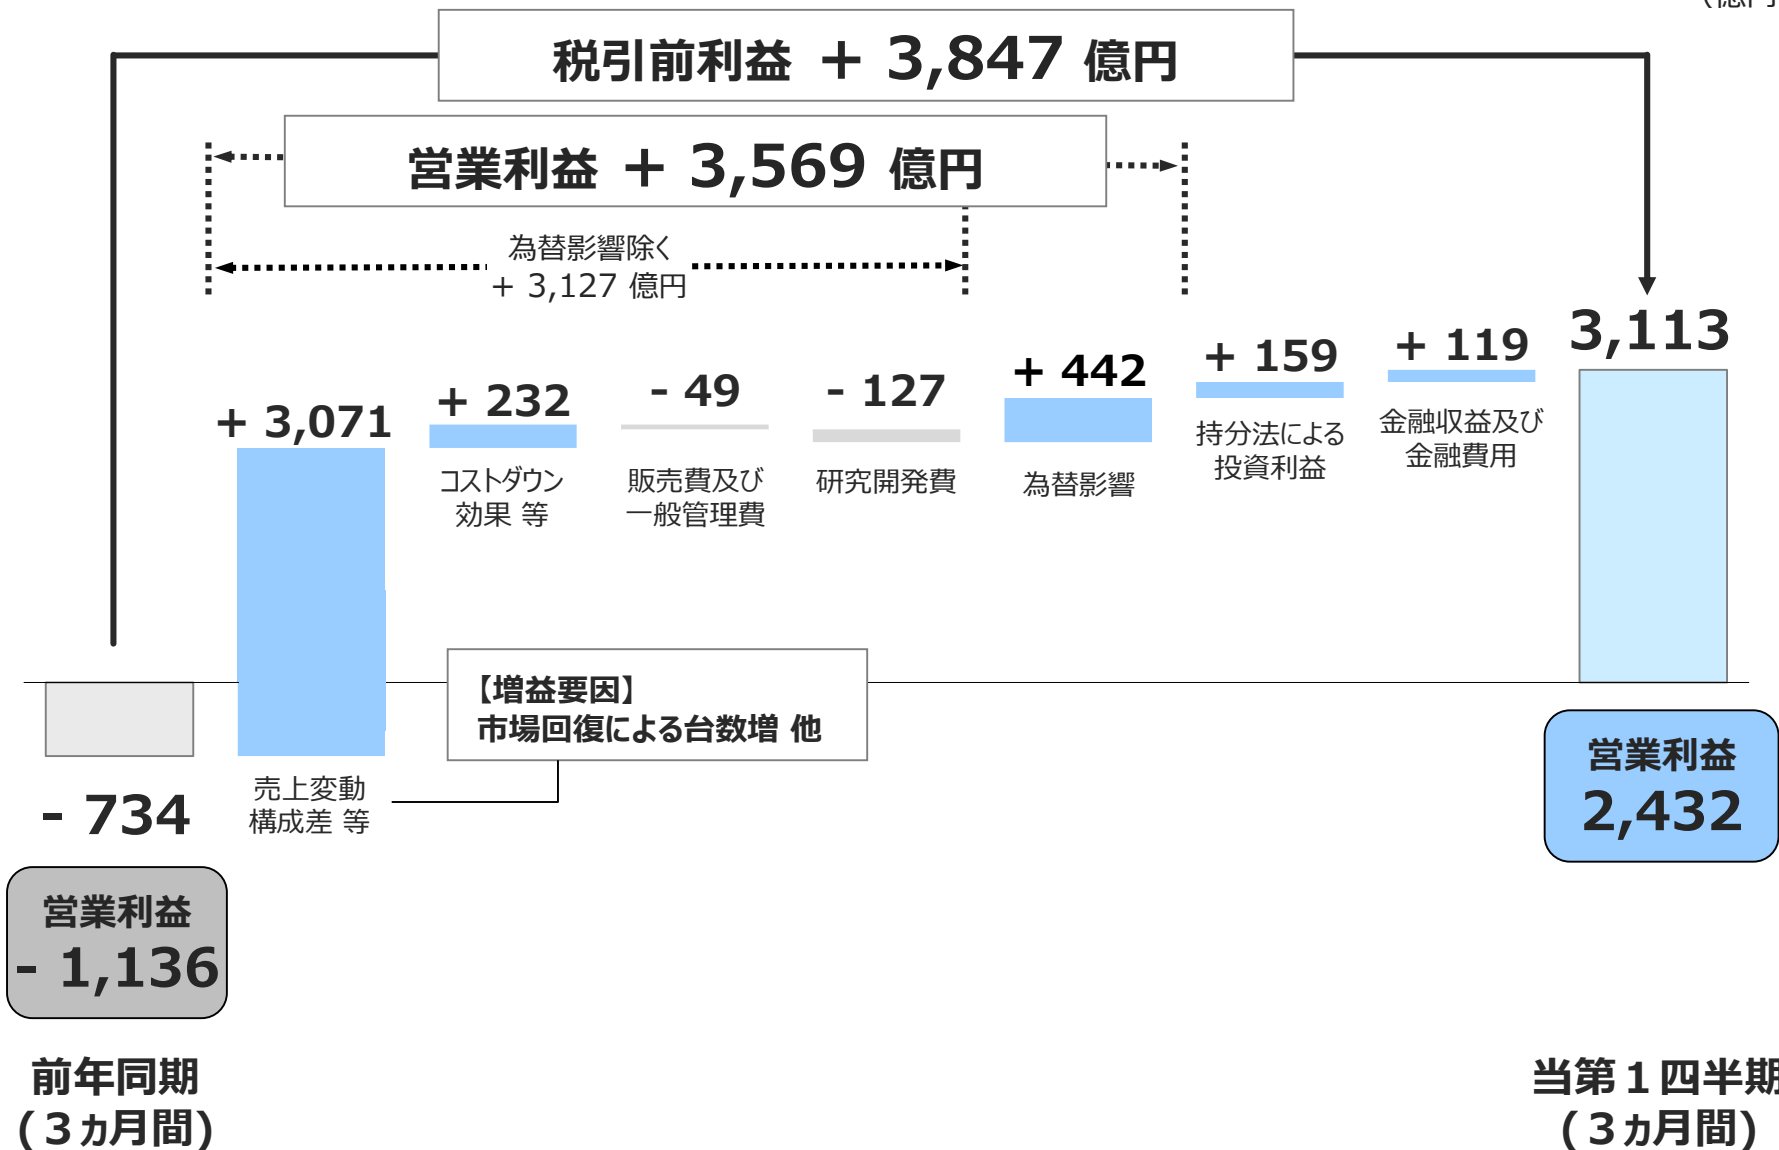 (億円
税引前利益 + 3,847 億円
営業利益 + 3,569 億円
為替影響除く
+ 3,127 億円
+ 3,071
売上変動
構成差 等
+ 232
コストダウン
効果 等
- 49
販売費及び
一般管理費
- 127
研究開発費
+ 442
為替影響
+ 159
持分法による
投資利益
+ 119
金融収益及び
金融費用
3,113
【増益要因】
市場回復による台数増 他
- 734
営業利益
- 1,136
営業利益
2,432
前年同期
(３ヵ月間)
当第１四半期
(３ヵ月間)